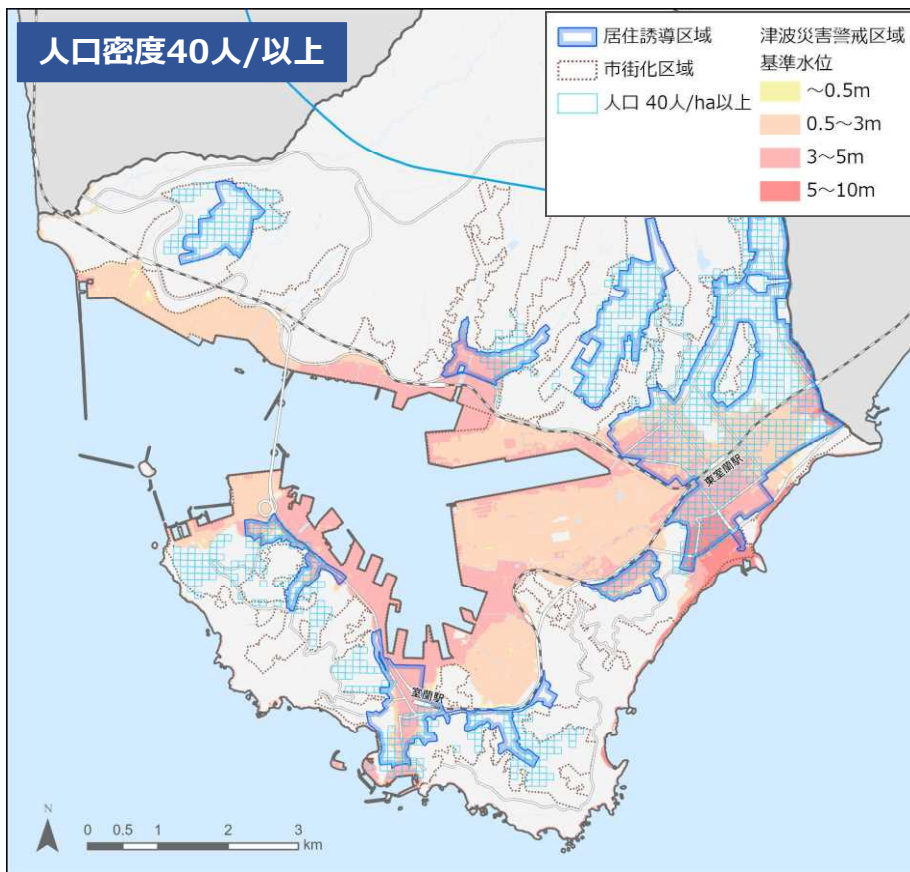 人口密度40人/以上
居住誘導区域
市街化区域
人口 40人/ha以上
津波災害警戒区域
基準水位
～0.5m
0.5～3m
3～5m
5～10m
東室蘭駅
室蘭駅
N
0 0.5 1 2 3
km